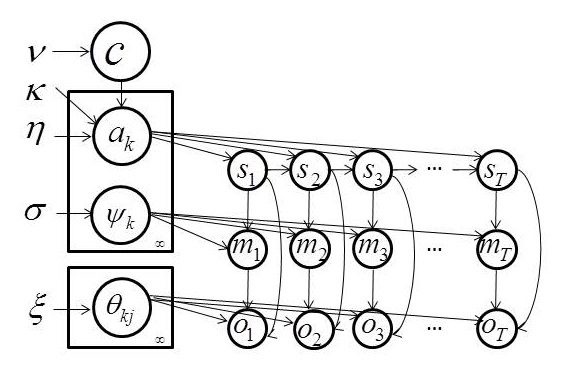 ν c
κ
η a_k
s_1 s_2 s_3 ... s_T
σ ψ_k ∞
m_1 m_2 m_3 ... m_T
ξ θ_kj ∞
o_1 o_2 o_3 ... o_T